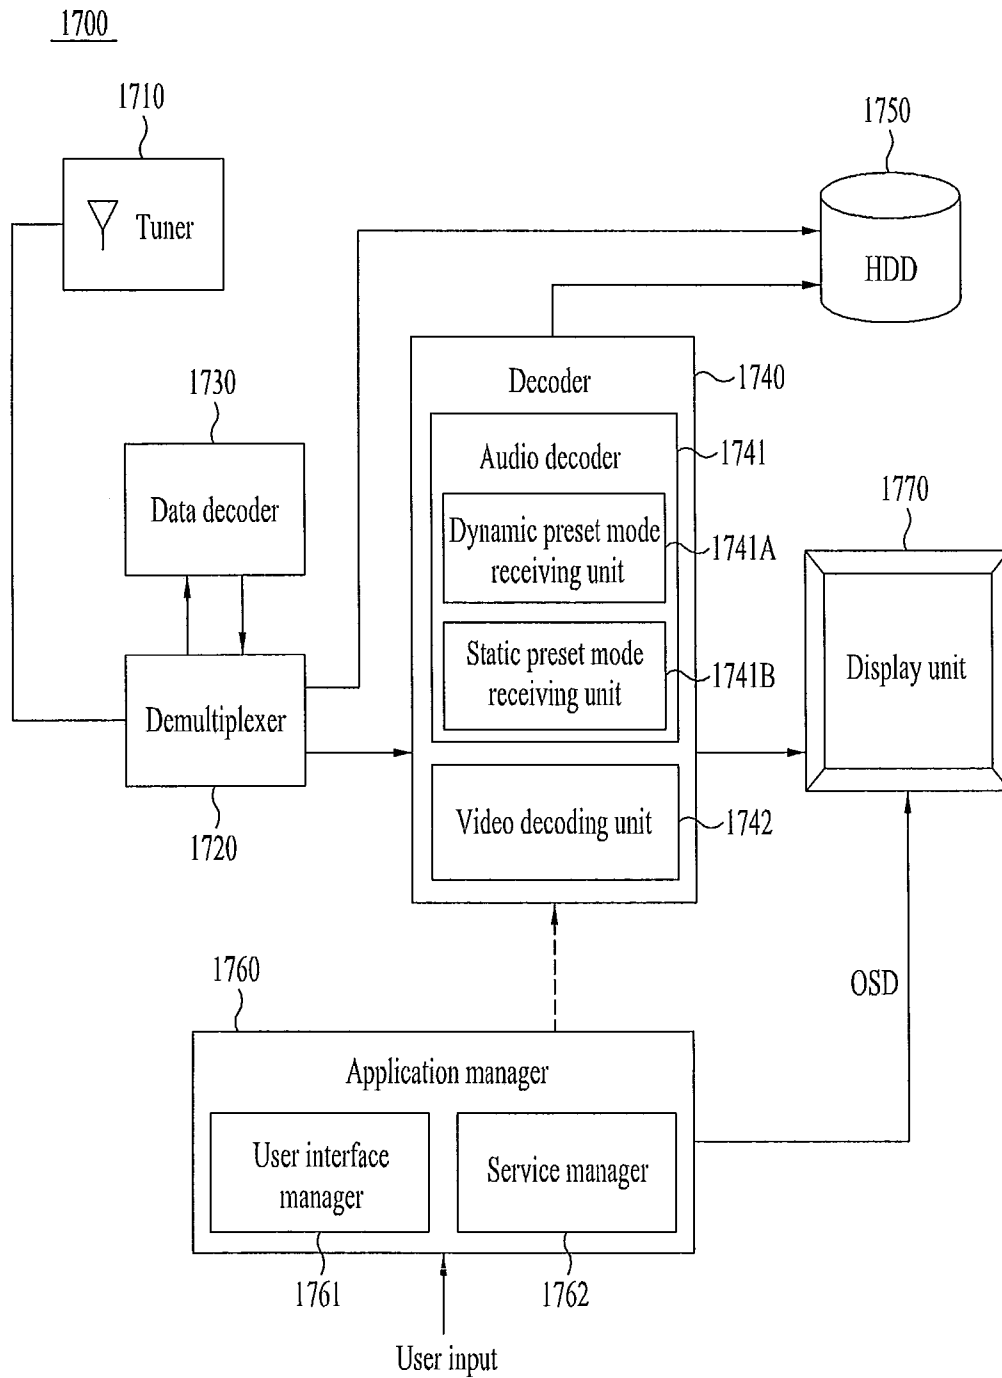 1700
1710
Tuner
1750
HDD
1730
Data decoder
Decoder
1740
Audio decoder
1741
Dynamic preset mode
receiving unit
1741A
Static preset mode
receiving unit
1741B
1770
Display unit
Demultiplexer
1720
Video decoding unit
1742
1760
OSD
Application manager
User interface
manager
Service manager
1761
1762
User input